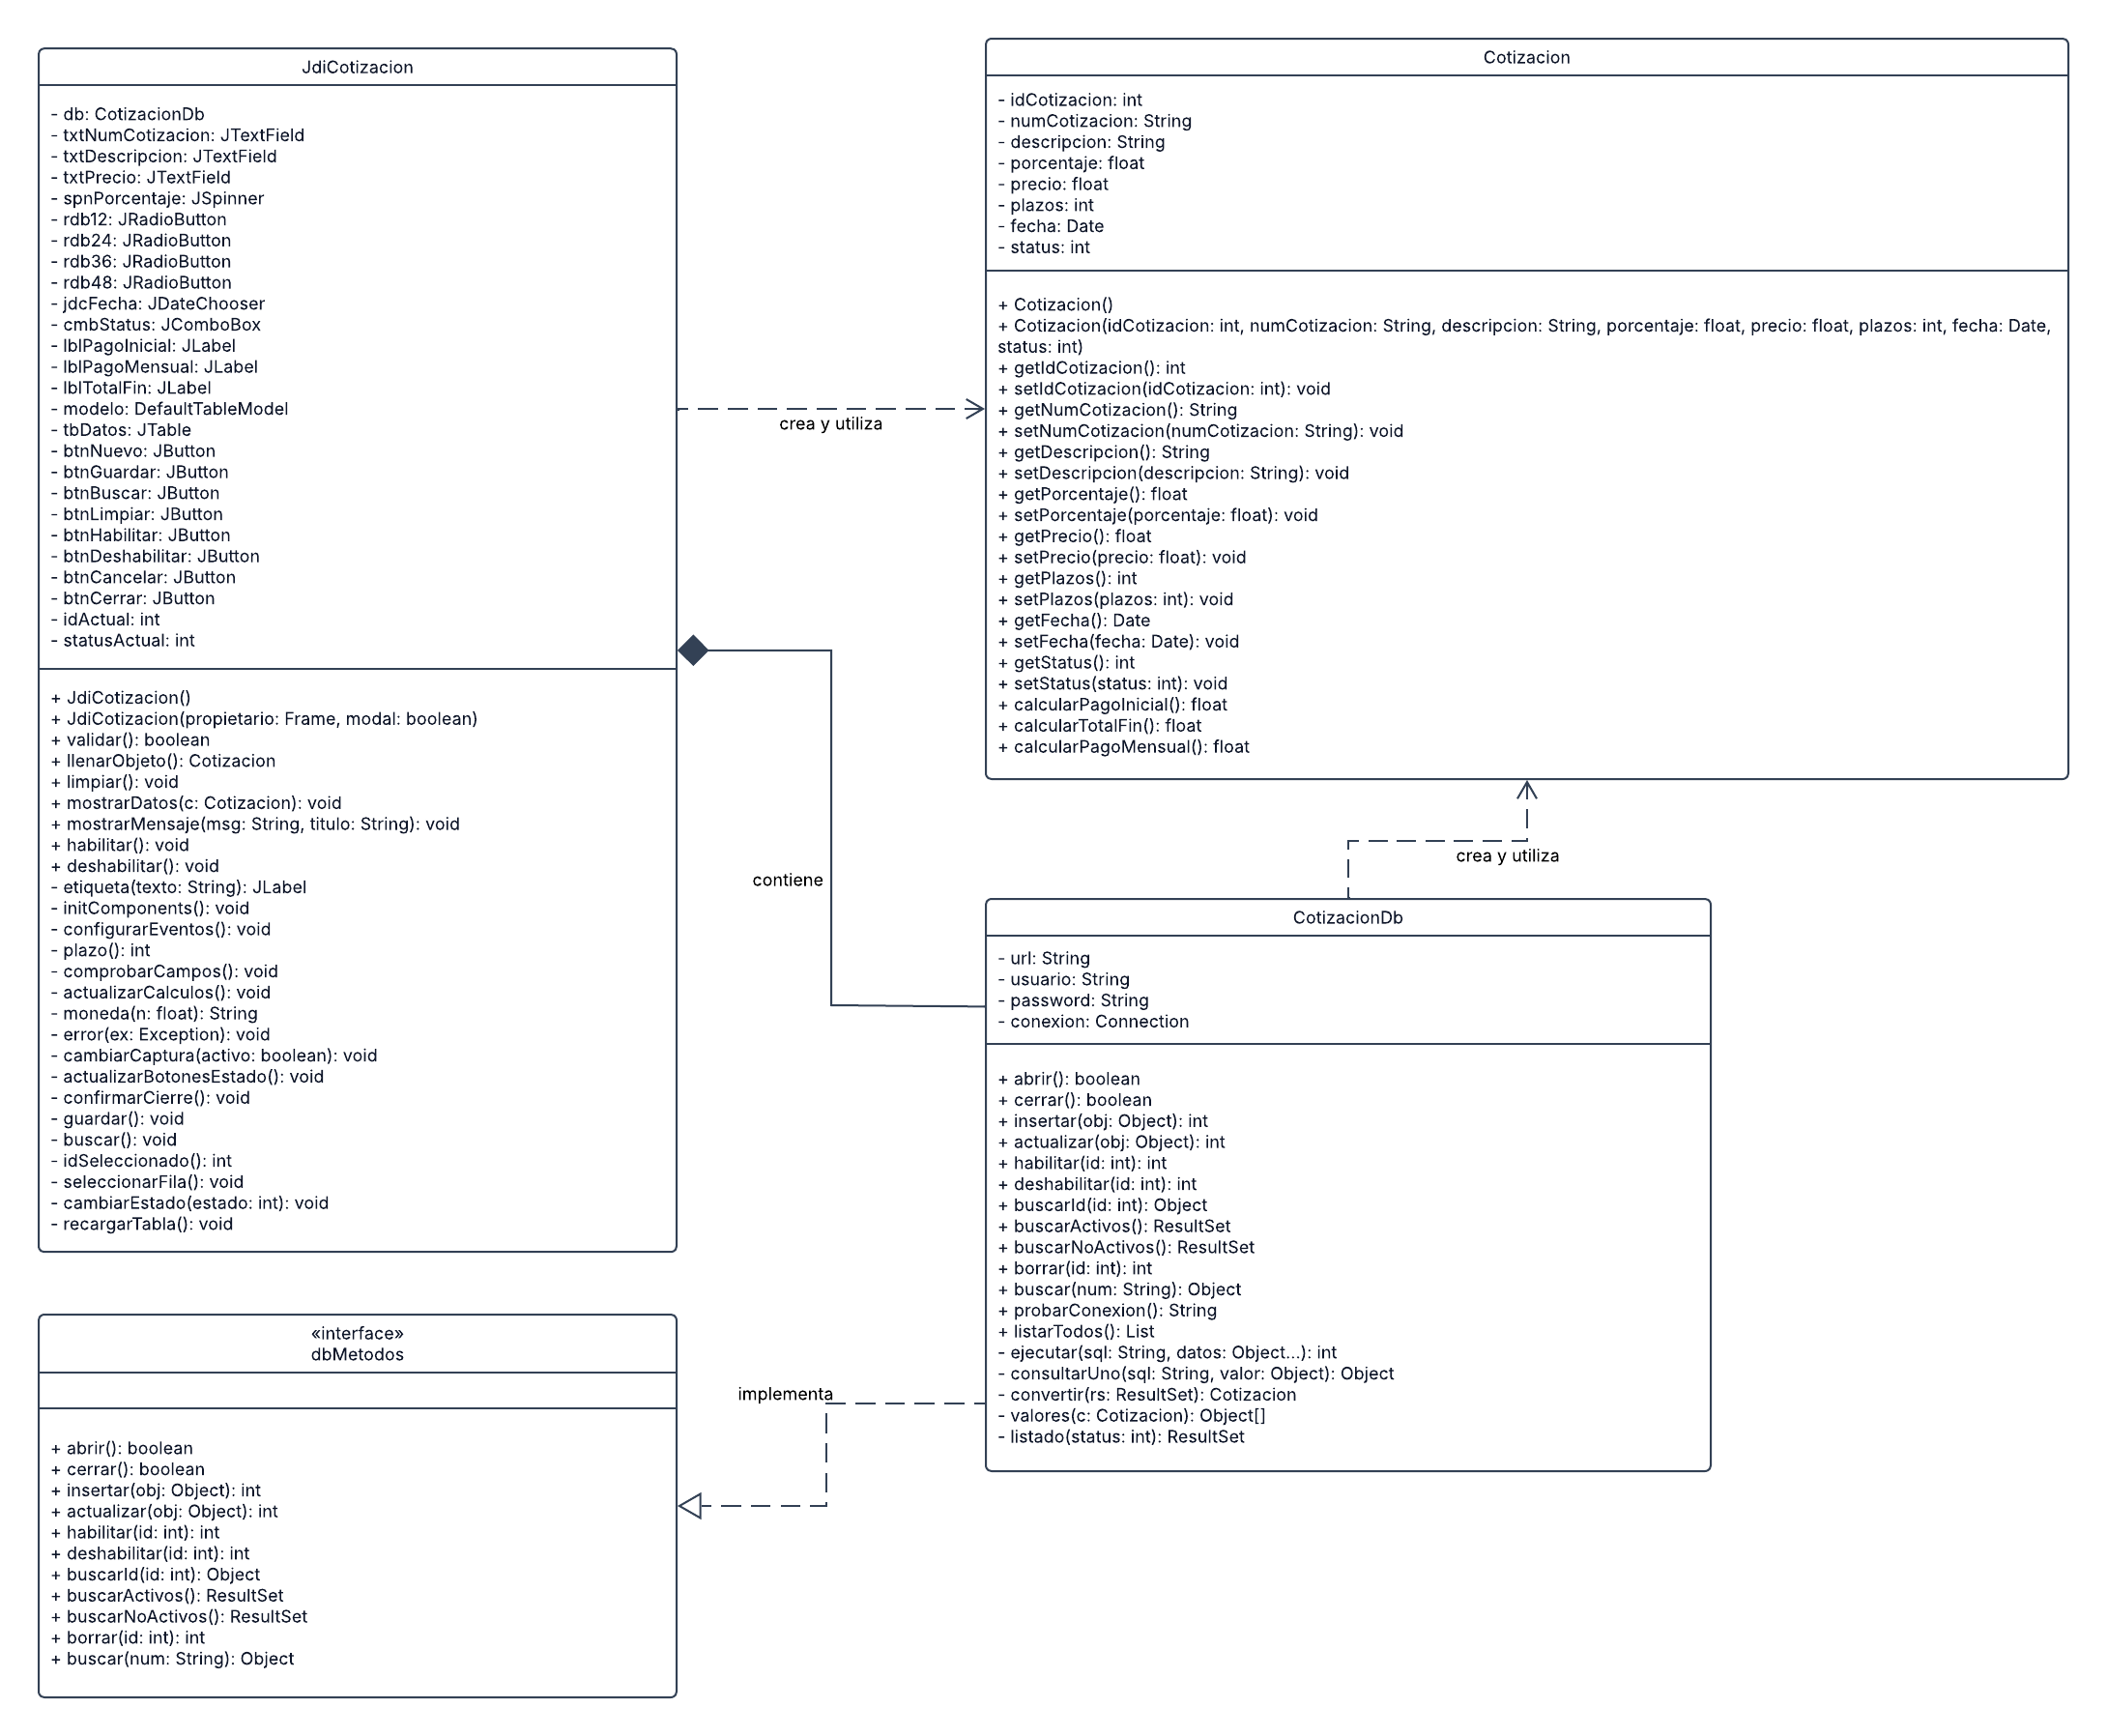 JdiCotizacion
- db: CotizacionDb
- txtNumCotizacion: JTextField
- txtDescripcion: JTextField
- txtPrecio: JTextField
- spnPorcentaje: JSpinner
- rdb12: JRadioButton
- rdb24: JRadioButton
- rdb36: JRadioButton
- rdb48: JRadioButton
- jdcFecha: JDateChooser
- cmbStatus: JComboBox
- lblPagoInicial: JLabel
- lblPagoMensual: JLabel
- lblTotalFin: JLabel
- modelo: DefaultTableModel
- tbDatos: JTable
- btnNuevo: JButton
- btnGuardar: JButton
- btnBuscar: JButton
- btnLimpiar: JButton
- btnHabilitar: JButton
- btnDeshabilitar: JButton
- btnCancelar: JButton
- btnCerrar: JButton
- idActual: int
- statusActual: int
+ JdiCotizacion()
+ JdiCotizacion(propietario: Frame, modal: boolean)
+ validar(): boolean
+ llenarObjeto(): Cotizacion
+ limpiar(): void
+ mostrarDatos(c: Cotizacion): void
+ mostrarMensaje(msg: String, titulo: String): void
+ habilitar(): void
+ deshabilitar(): void
- etiqueta(texto: String): JLabel
- initComponents(): void
- configurarEventos(): void
- plazo(): int
- comprobarCampos(): void
- actualizarCalculos(): void
- moneda(n: float): String
- error(ex: Exception): void
- cambiarCaptura(activo: boolean): void
- actualizarBotonesEstado(): void
- confirmarCierre(): void
- guardar(): void
- buscar(): void
- idSeleccionado(): int
- seleccionarFila(): void
- cambiarEstado(estado: int): void
- recargarTabla(): void
crea y utiliza
contiene
Cotizacion
- idCotizacion: int
- numCotizacion: String
- descripcion: String
- porcentaje: float
- precio: float
- plazos: int
- fecha: Date
- status: int
+ Cotizacion()
+ Cotizacion(idCotizacion: int, numCotizacion: String, descripcion: String, porcentaje: float, precio: float, plazos: int, fecha: Date,
status: int)
+ getIdCotizacion(): int
+ setIdCotizacion(idCotizacion: int): void
+ getNumCotizacion(): String
+ setNumCotizacion(numCotizacion: String): void
+ getDescripcion(): String
+ setDescripcion(descripcion: String): void
+ getPorcentaje(): float
+ setPorcentaje(porcentaje: float): void
+ getPrecio(): float
+ setPrecio(precio: float): void
+ getPlazos(): int
+ setPlazos(plazos: int): void
+ getFecha(): Date
+ setFecha(fecha: Date): void
+ getStatus(): int
+ setStatus(status: int): void
+ calcularPagoInicial(): float
+ calcularTotalFin(): float
+ calcularPagoMensual(): float
crea y utiliza
CotizacionDb
- url: String
- usuario: String
- password: String
- conexion: Connection
+ abrir(): boolean
+ cerrar(): boolean
+ insertar(obj: Object): int
+ actualizar(obj: Object): int
+ habilitar(id: int): int
+ deshabilitar(id: int): int
+ buscarId(id: int): Object
+ buscarActivos(): ResultSet
+ buscarNoActivos(): ResultSet
+ borrar(id: int): int
+ buscar(num: String): Object
+ probarConexion(): String
+ listarTodos(): List
- ejecutar(sql: String, datos: Object...): int
- consultarUno(sql: String, valor: Object): Object
- convertir(rs: ResultSet): Cotizacion
- valores(c: Cotizacion): Object[]
- listado(status: int): ResultSet
implementa
«interface»
dbMetodos
+ abrir(): boolean
+ cerrar(): boolean
+ insertar(obj: Object): int
+ actualizar(obj: Object): int
+ habilitar(id: int): int
+ deshabilitar(id: int): int
+ buscarId(id: int): Object
+ buscarActivos(): ResultSet
+ buscarNoActivos(): ResultSet
+ borrar(id: int): int
+ buscar(num: String): Object